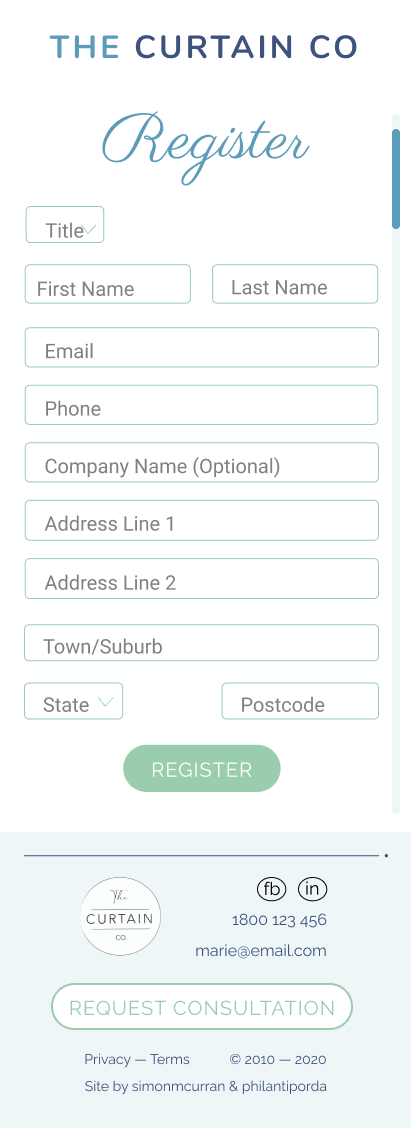 THE CURTAIN CO
Register
Title
First Name Last Name
Email
Phone
Company Name (Optional)
Address Line 1
Address Line 2
Town/Suburb
State Postcode
REGISTER
The
CURTAIN
CO.
fb in
1800 123 456
marie@email.com
REQUEST CONSULTATION
Privacy — Terms © 2010 — 2020
Site by simonmcurran & philantiporda